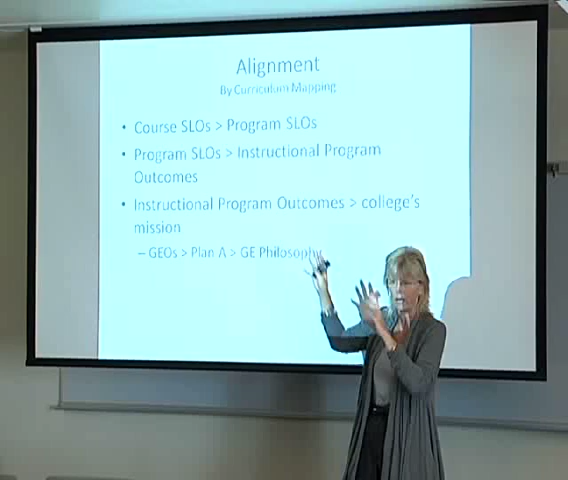 Alignment
By Curriculum Mapping
• Course SLOs > Program SLOs
• Program SLOs > Instructional Program
Outcomes
• Instructional Program Outcomes > college's
mission
– GEOs > Plan A > GE Philosophy